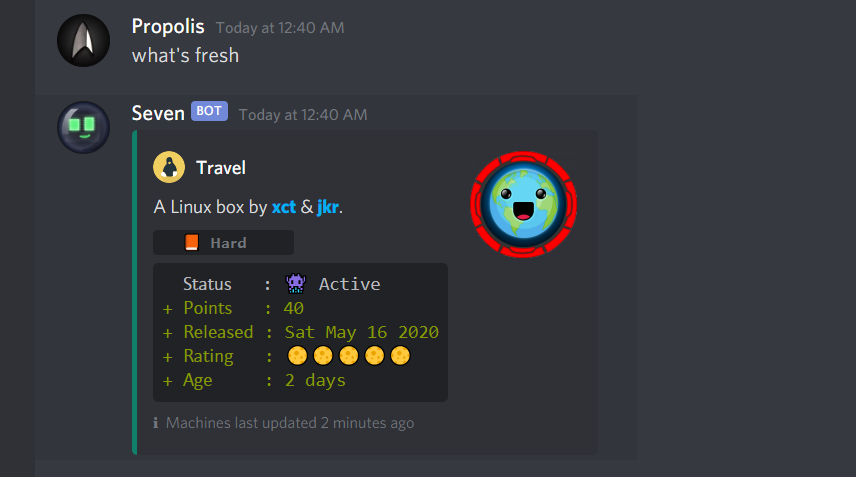 Propolis Today at 12:40 AM
what's fresh
Seven BOT Today at 12:40 AM
Travel
A Linux box by xct & jkr.
Hard
Status : Active
+ Points : 40
+ Released : Sat May 16 2020
+ Rating :
+ Age : 2 days
ℹ Machines last updated 2 minutes ago